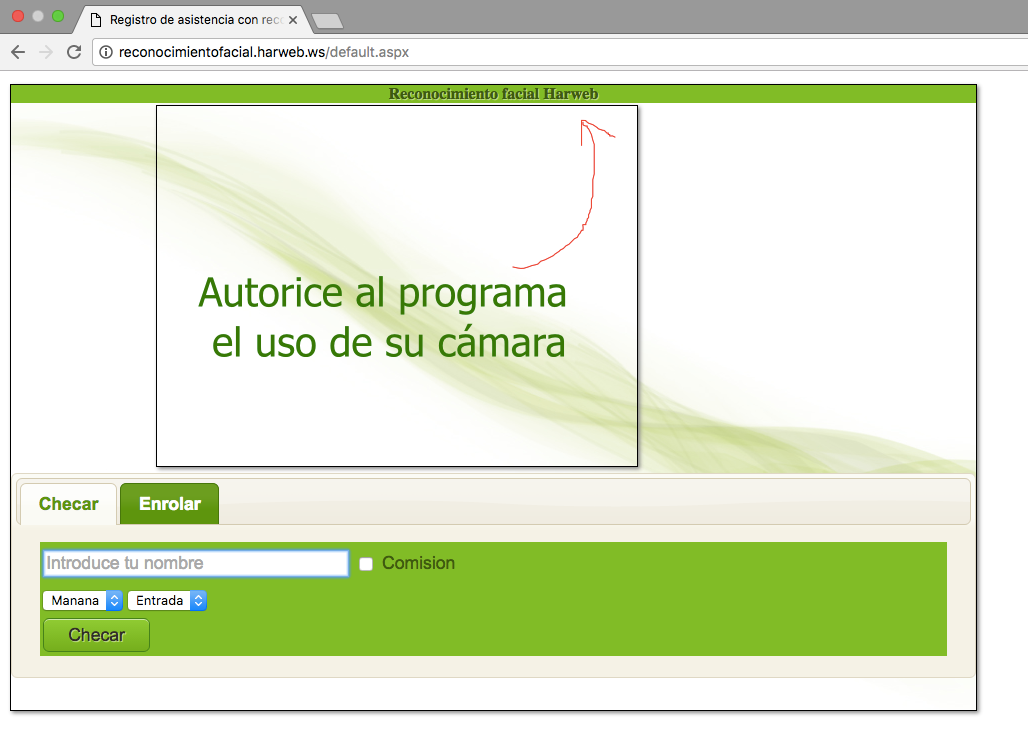 Registro de asistencia con reco
reconocimientofacial.harweb.ws/default.aspx
Reconocimiento facial Harweb
Autorice al programa
el uso de su cámara
Checar Enrolar
Introduce tu nombre Comision
Manana Entrada
Checar